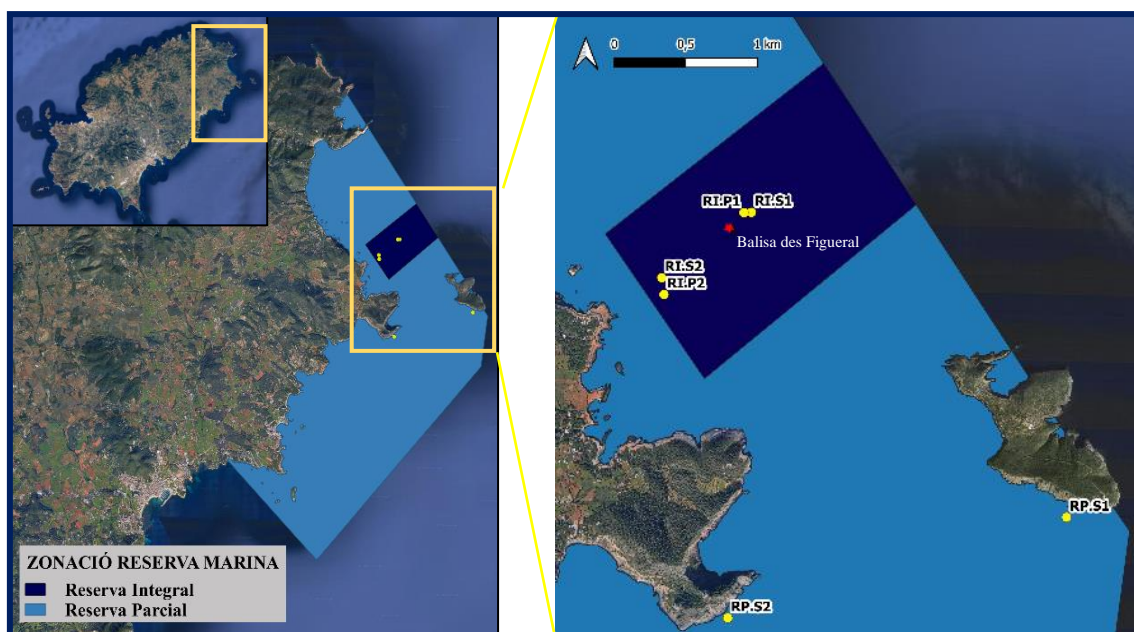 ZONACIÓ RESERVA MARINA
Reserva Integral
Reserva Parcial
0 0,5 1 km
RI.P1 RI.S1
Balisa des Figueral
RI.S2
RI.P2
RP.S1
RP.S2